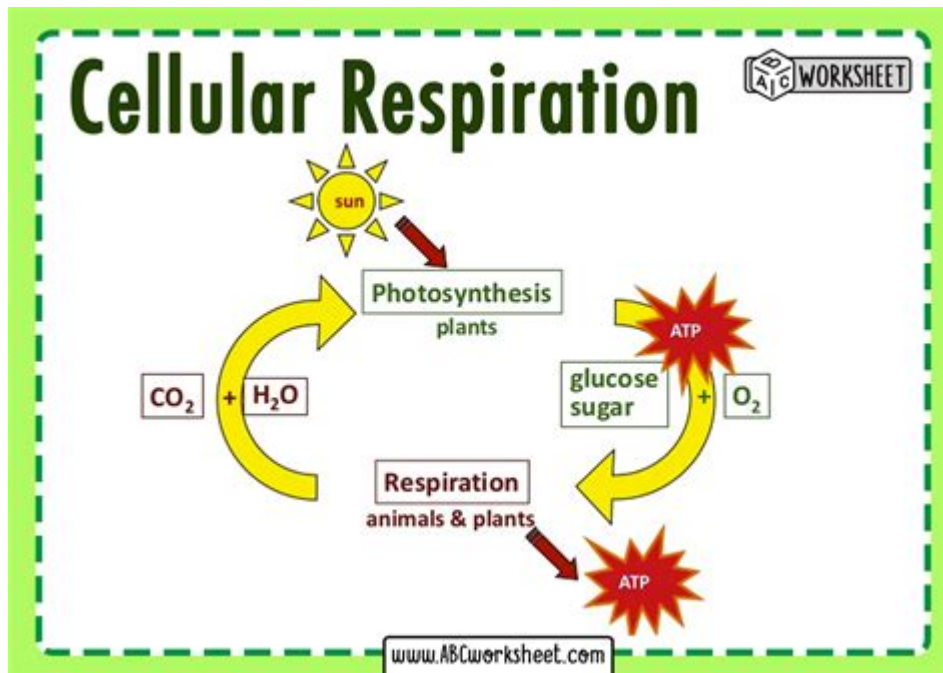 Cellular Respiration
BAC WORKSHEET
sun
Photosynthesis
plants
ATP
CO₂ + H₂O
glucose
sugar
+ O₂
Respiration
animals & plants
ATP
www.ABCworksheet.com